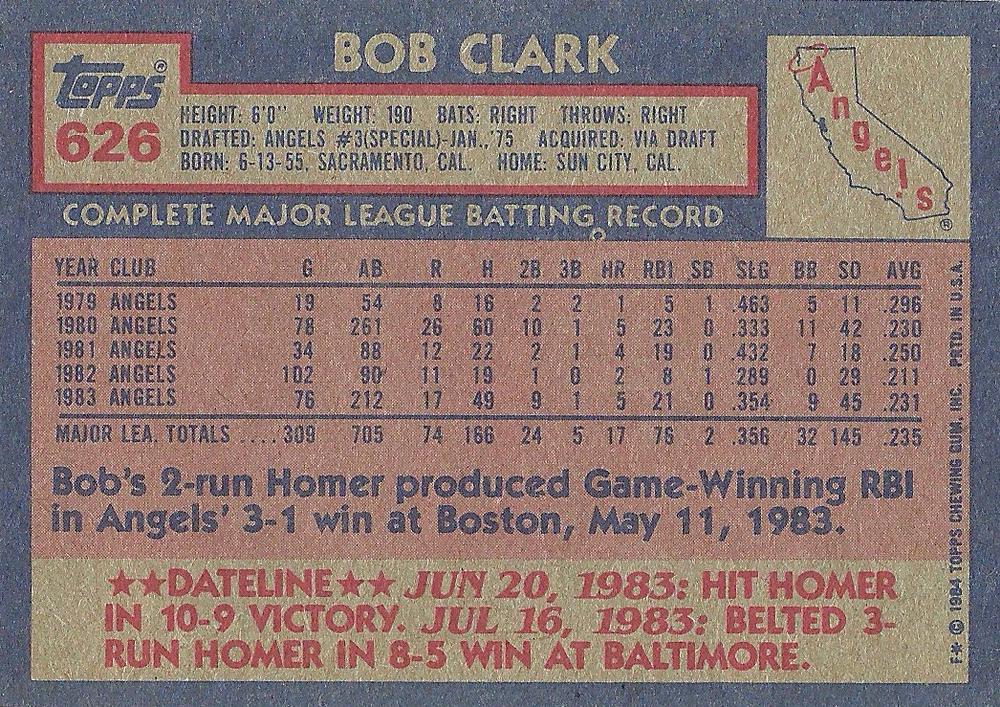 BOB CLARK
Topps®
626
HEIGHT: 6'0" WEIGHT: 190 BATS: RIGHT THROWS: RIGHT
DRAFTED: ANGELS #3(SPECIAL)-JAN.,'75 ACQUIRED: VIA DRAFT
BORN: 6-13-55, SACRAMENTO, CAL. HOME: SUN CITY, CAL.
Angels
®
COMPLETE MAJOR LEAGUE BATTING RECORD
YEAR CLUB G AB R H 2B 3B HR RBI SB SLG BB SO AVG
1979 ANGELS 19 54 8 16 2 2 1 5 1 .463 5 11 .296
1980 ANGELS 78 261 26 60 10 1 5 23 0 .333 11 42 .230
1981 ANGELS 34 88 12 22 2 1 4 19 0 .432 7 18 .250
1982 ANGELS 102 90 11 19 1 0 2 8 1 .289 0 29 .211
1983 ANGELS 76 212 17 49 9 1 5 21 0 .354 9 45 .231
MAJOR LEA. TOTALS .... 309 705 74 166 24 5 17 76 2 .356 32 145 .235
Bob's 2-run Homer produced Game-Winning RBI
in Angels' 3-1 win at Boston, May 11, 1983.
★★DATELINE★★ JUN 20, 1983: HIT HOMER
IN 10-9 VICTORY. JUL 16, 1983: BELTED 3-
RUN HOMER IN 8-5 WIN AT BALTIMORE.
F.* © 1984 TOPPS CHEWING GUM, INC. PRTD. IN U.S.A.